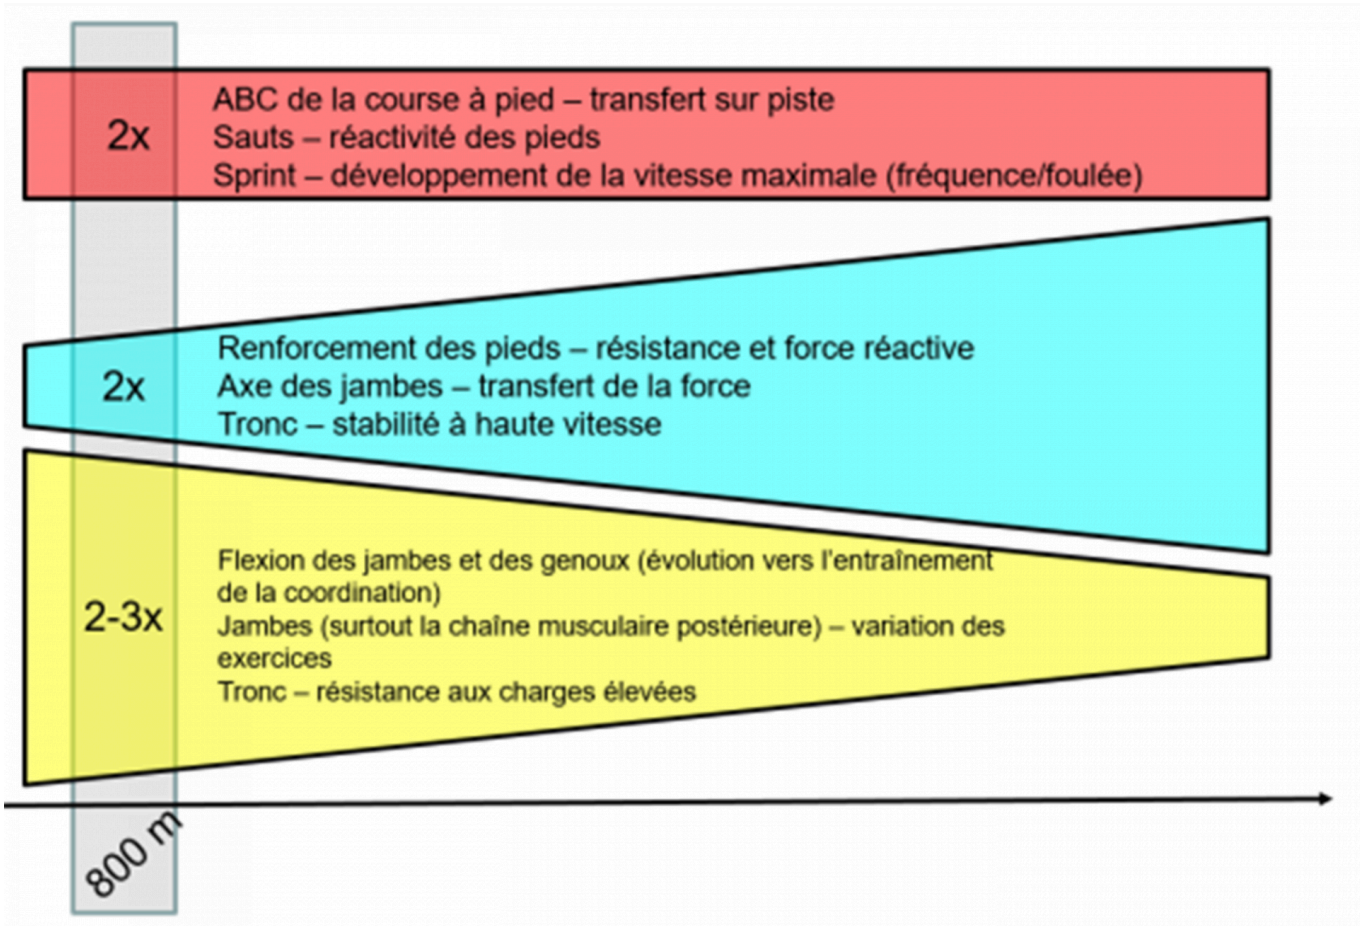 2x
ABC de la course à pied – transfert sur piste
Sauts – réactivité des pieds
Sprint – développement de la vitesse maximale (fréquence/foulée)
2x
Renforcement des pieds – résistance et force réactive
Axe des jambes – transfert de la force
Tronc – stabilité à haute vitesse
2-3x
Flexion des jambes et des genoux (évolution vers l'entraînement
de la coordination)
Jambes (surtout la chaîne musculaire postérieure) – variation des
exercices
Tronc – résistance aux charges élevées
800 m